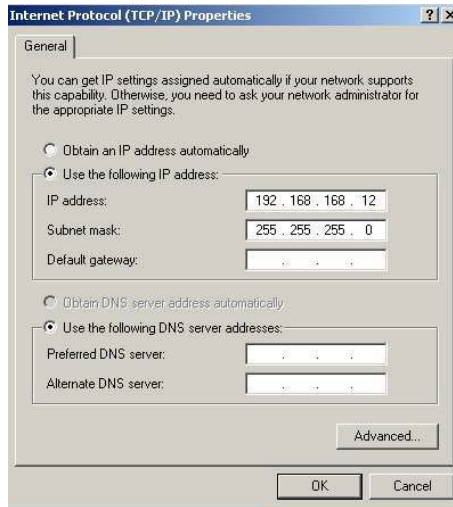 Internet Protocol (TCP/IP) Properties
General
You can get IP settings assigned automatically if your network supports
this capability. Otherwise, you need to ask your network administrator for
the appropriate IP settings.
Obtain an IP address automatically
Use the following IP address:
IP address: 192 . 168 . 168 . 12
Subnet mask: 255 . 255 . 255 . 0
Default gateway: . . .
Obtain DNS server address automatically
Use the following DNS server addresses:
Preferred DNS server: . . .
Alternate DNS server: . . .
Advanced...
OK Cancel